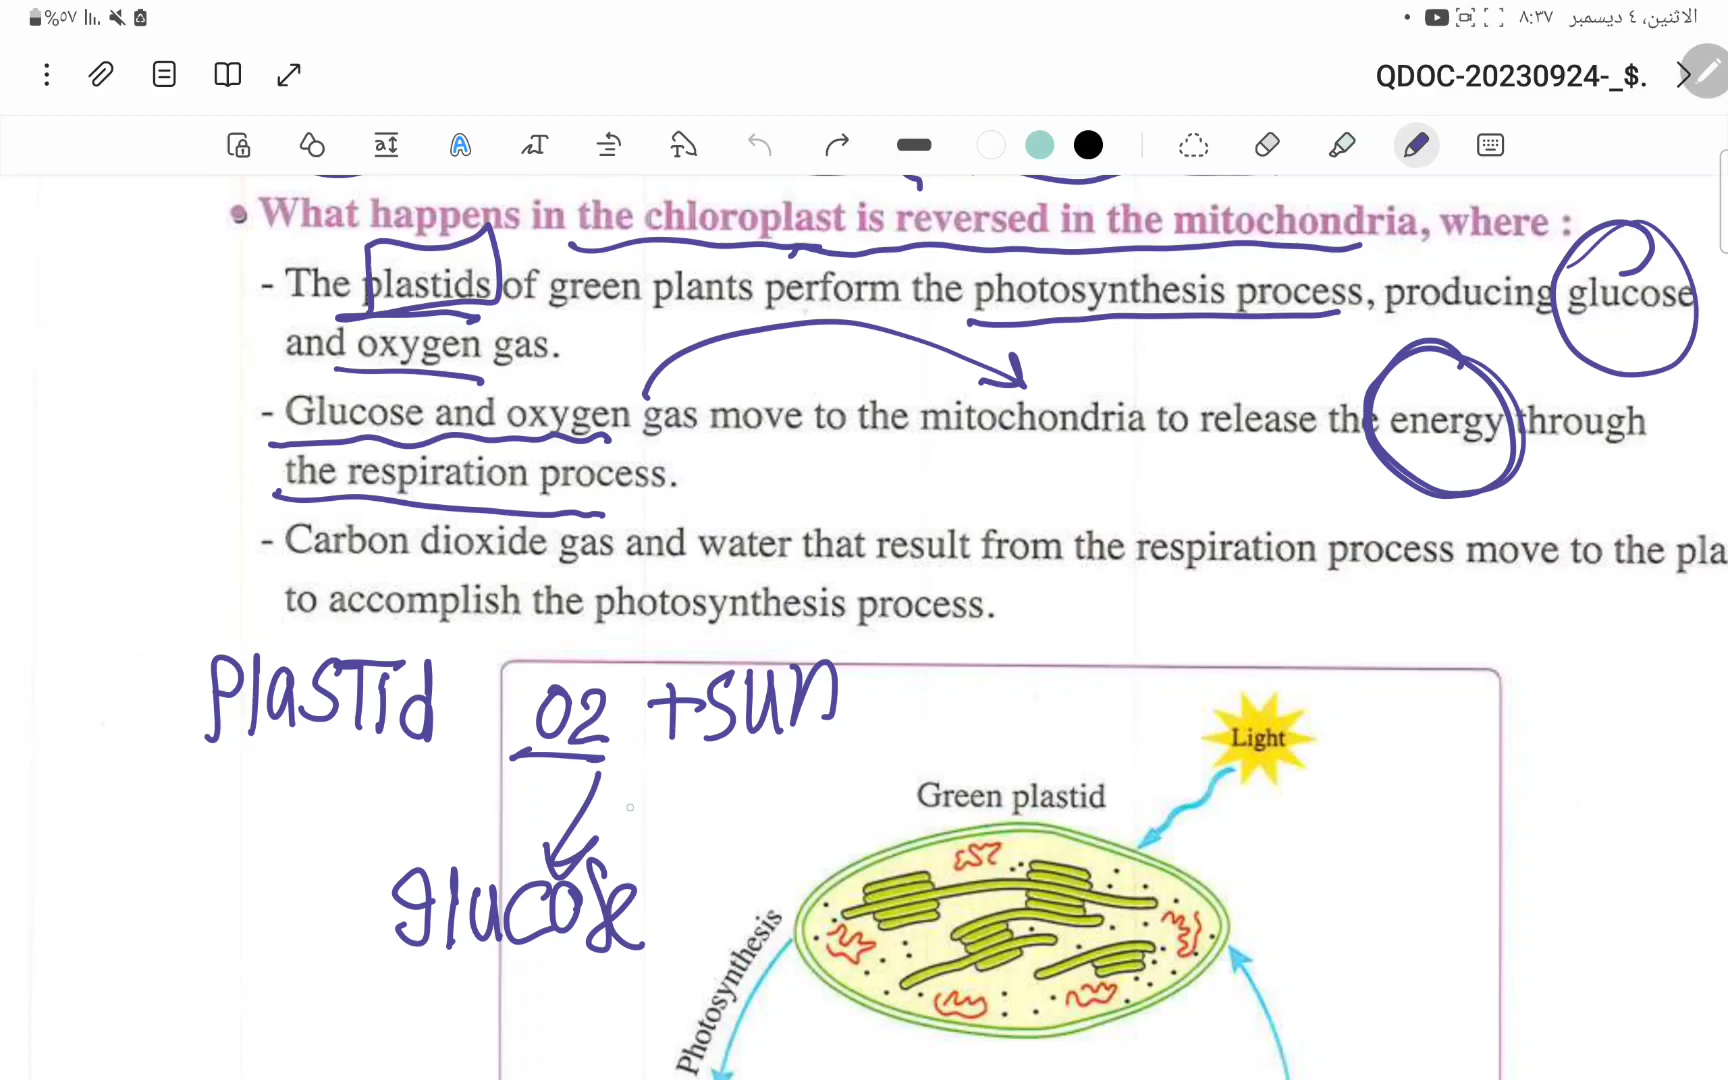 %٥٧
الاثنين، ٤ ديسمبر ٨:٣٧
QDOC-20230924-_$.
What happens in the chloroplast is reversed in the mitochondria, where :
- The plastids of green plants perform the photosynthesis process, producing glucose
and oxygen gas.
- Glucose and oxygen gas move to the mitochondria to release the energy through
the respiration process.
- Carbon dioxide gas and water that result from the respiration process move to the pla
to accomplish the photosynthesis process.
PlasTid O2 +sun
Light
Green plastid
glucose
Photosynthesis